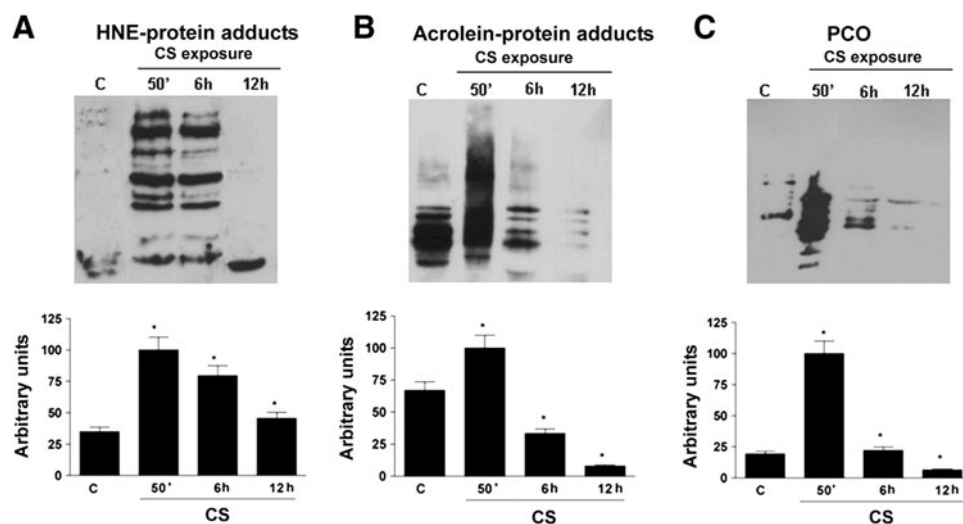 A HNE-protein adducts
CS exposure
C 50' 6h 12h
B Acrolein-protein adducts
CS exposure
C 50' 6h 12h
C PCO
CS exposure
C 50' 6h 12h
Arbitrary units
125
100
75
50
25
0
* * *
C 50' 6h 12h
CS
Arbitrary units
125
100
75
50
25
0
* * *
C 50' 6h 12h
CS
Arbitrary units
125
100
75
50
25
0
* * *
C 50' 6h 12h
CS